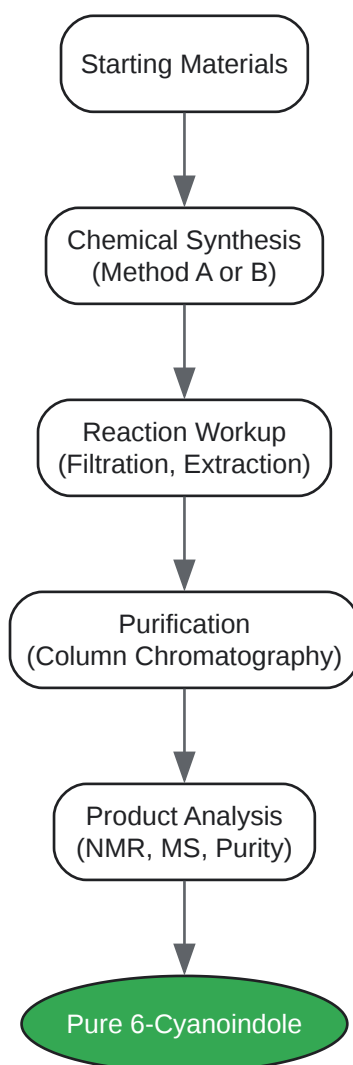 Starting Materials
Chemical Synthesis
(Method A or B)
Reaction Workup
(Filtration, Extraction)
Purification
(Column Chromatography)
Product Analysis
(NMR, MS, Purity)
Pure 6-Cyanoindole